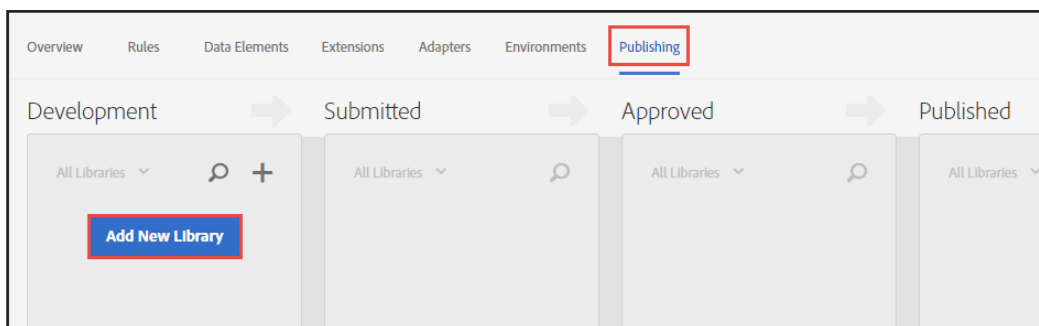 Overview Rules Data Elements Extensions Adapters Environments Publishing
Development Submitted Approved Published
All Libraries All Libraries All Libraries All Libraries
Add New Library